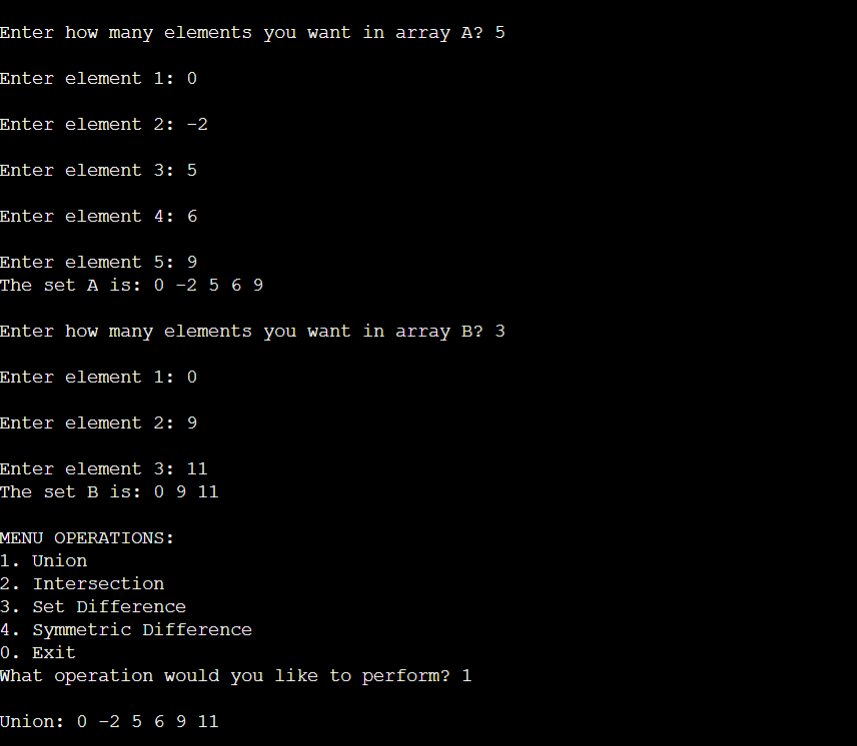 Enter how many elements you want in array A? 5
Enter element 1: 0
Enter element 2: -2
Enter element 3: 5
Enter element 4: 6
Enter element 5: 9
The set A is: 0 -2 5 6 9
Enter how many elements you want in array B? 3
Enter element 1: 0
Enter element 2: 9
Enter element 3: 11
The set B is: 0 9 11
MENU OPERATIONS:
1. Union
2. Intersection
3. Set Difference
4. Symmetric Difference
0. Exit
What operation would you like to perform? 1
Union: 0 -2 5 6 9 11